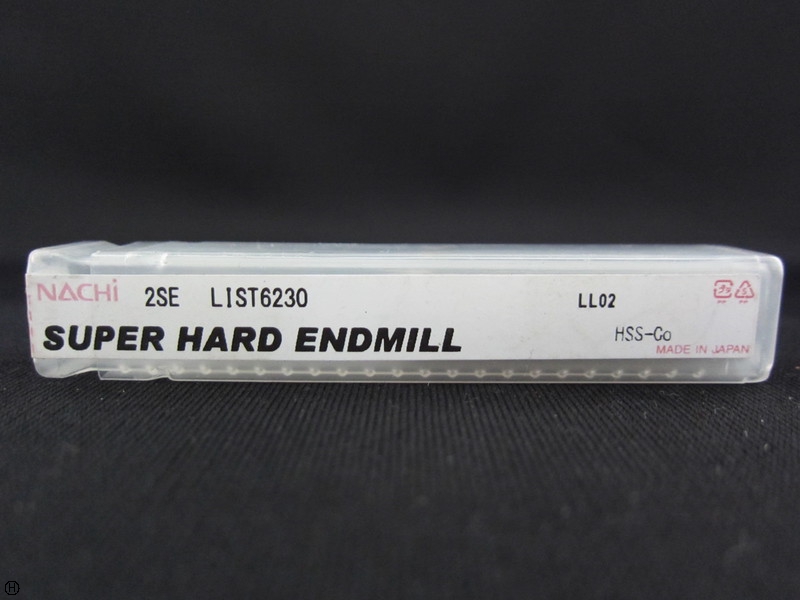 NACHi 2SE LIST6230 LL02
SUPER HARD ENDMILL HSS-Co
MADE IN JAPAN
H